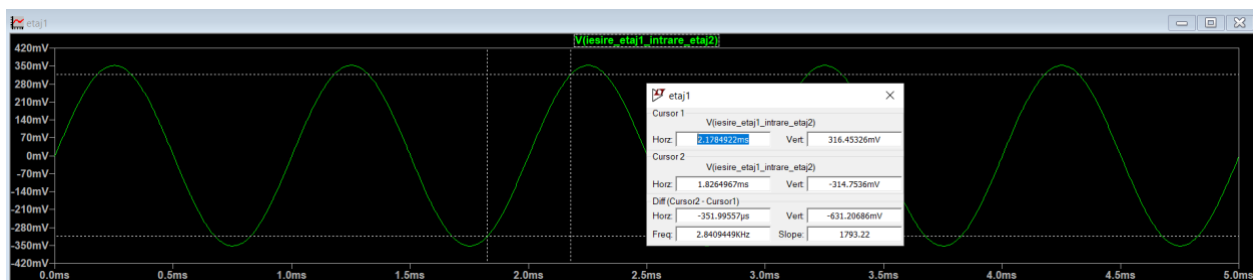 etaj1
V(iesire_etaj1_intrare_etaj2)
420mV
350mV
280mV
210mV
140mV
70mV
0mV
-70mV
-140mV
-210mV
-280mV
-350mV
-420mV
0.0ms 0.5ms 1.0ms 1.5ms 2.0ms 2.5ms 3.0ms 3.5ms 4.0ms 4.5ms 5.0ms
etaj1
Cursor 1
V(iesire_etaj1_intrare_etaj2)
Horz: 2.1784922ms Vert: 316.45326mV
Cursor 2
V(iesire_etaj1_intrare_etaj2)
Horz: 1.8264967ms Vert: -314.7536mV
Diff (Cursor2 - Cursor1)
Horz: -351.99557µs Vert: -631.20686mV
Freq: 2.8409449KHz Slope: 1793.22